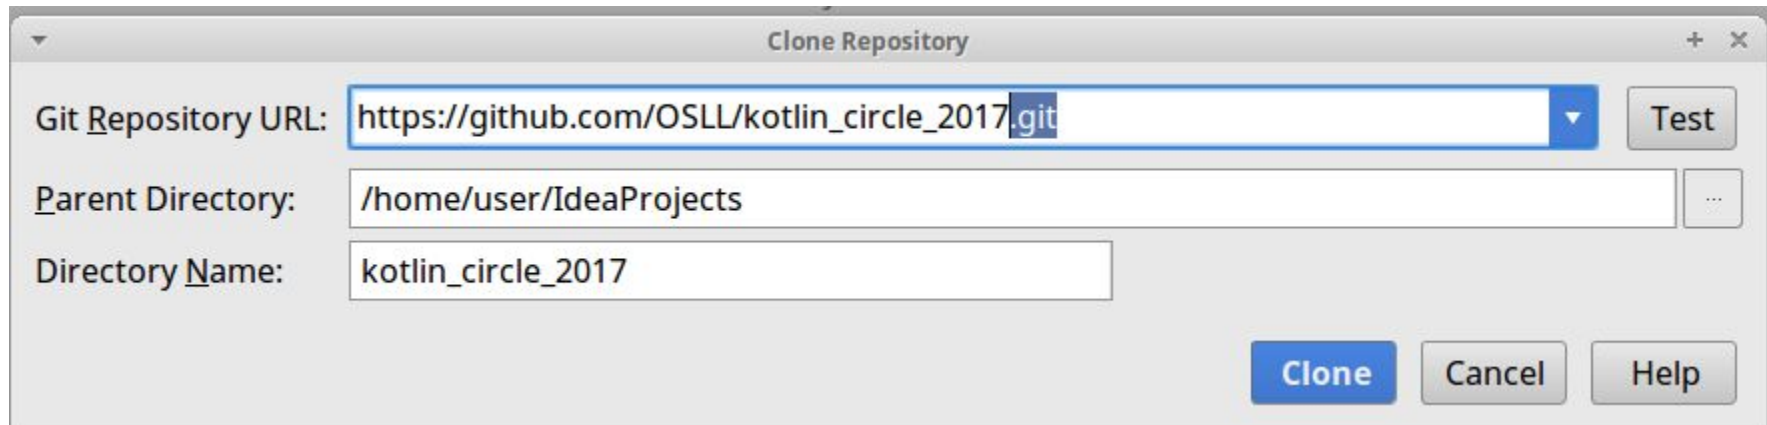 Clone Repository
Git Repository URL: https://github.com/OSLL/kotlin_circle_2017.git Test
Parent Directory: /home/user/IdeaProjects ...
Directory Name: kotlin_circle_2017
Clone Cancel Help